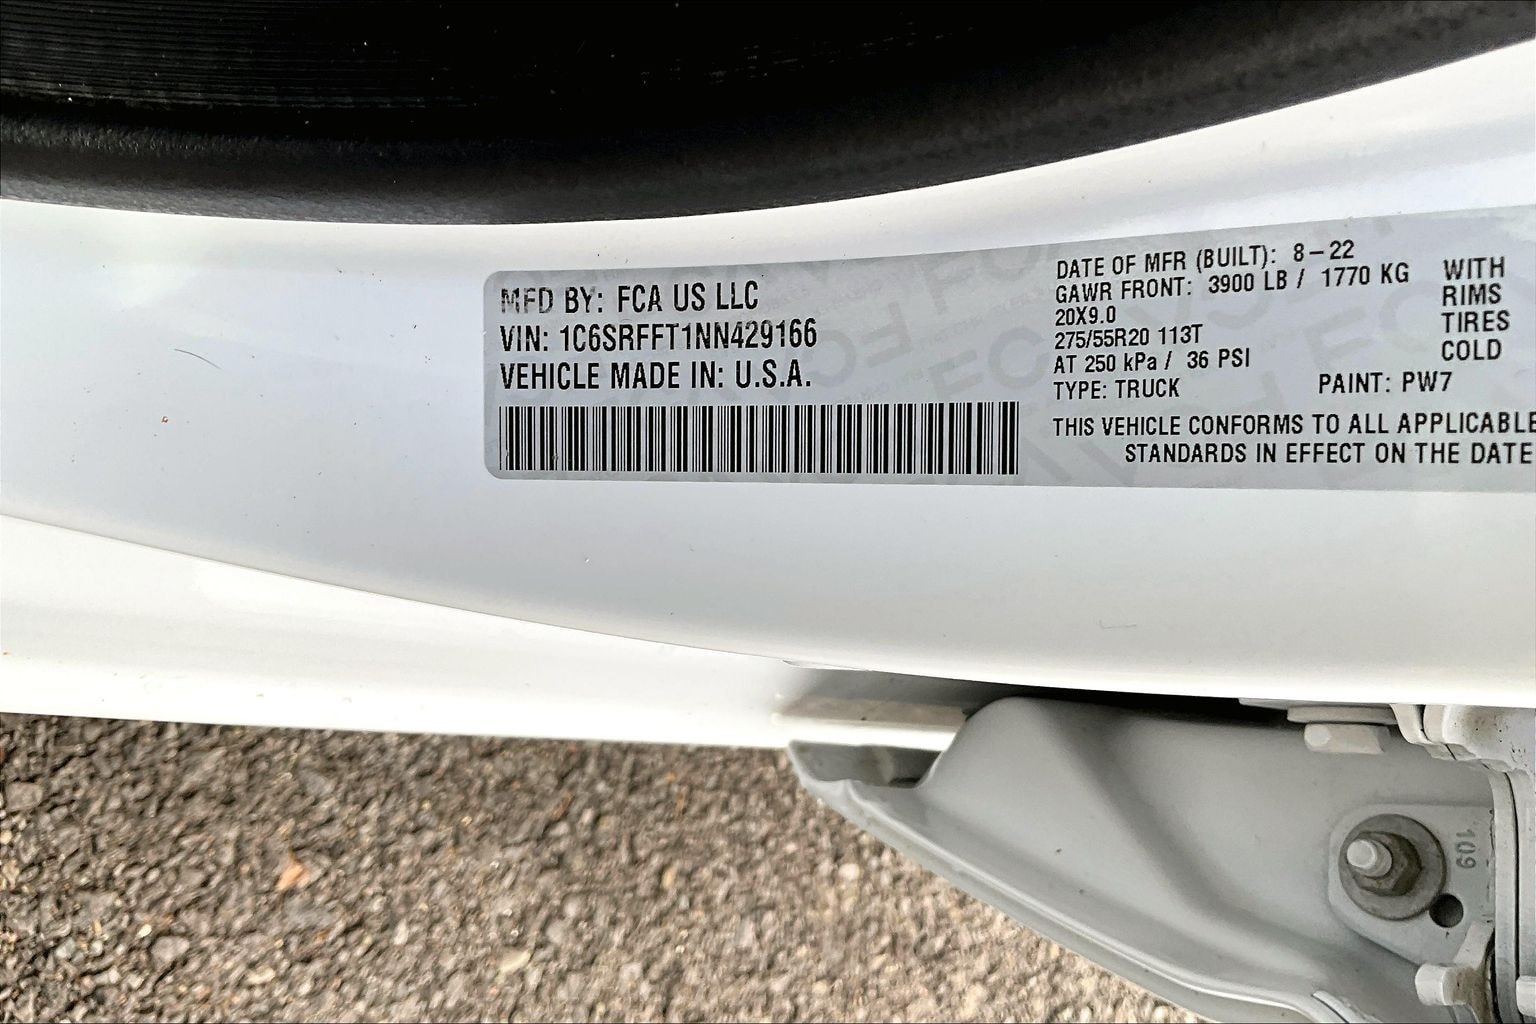 MFD BY: FCA US LLC
VIN: 1C6SRFFT1NN429166
VEHICLE MADE IN: U.S.A.
DATE OF MFR (BUILT): 8-22
GAWR FRONT: 3900 LB / 1770 KG
20X9.0
275/55R20 113T
AT 250 kPa / 36 PSI
TYPE: TRUCK PAINT: PW7
WITH
RIMS
TIRES
COLD
THIS VEHICLE CONFORMS TO ALL APPLICABLE
STANDARDS IN EFFECT ON THE DATE
109